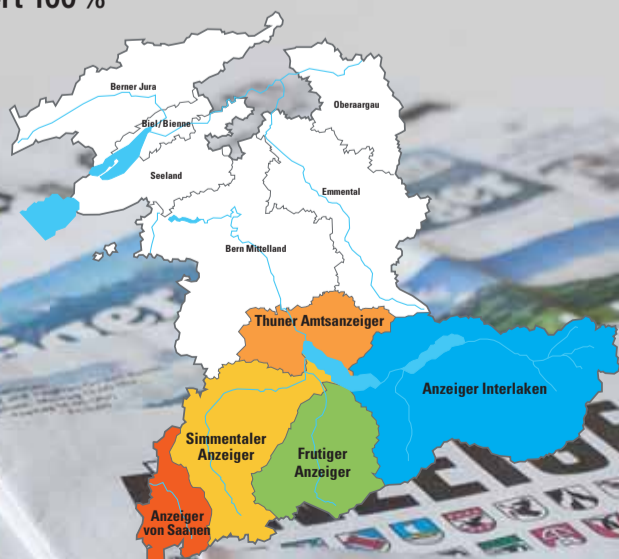 100 %
Berner Jura
Biel/Bienne
Oberaargau
Seeland
Emmental
Bern Mittelland
Thuner Amtsanzeiger
Anzeiger Interlaken
Simmentaler
Anzeiger
Frutiger
Anzeiger
Anzeiger
von Saanen